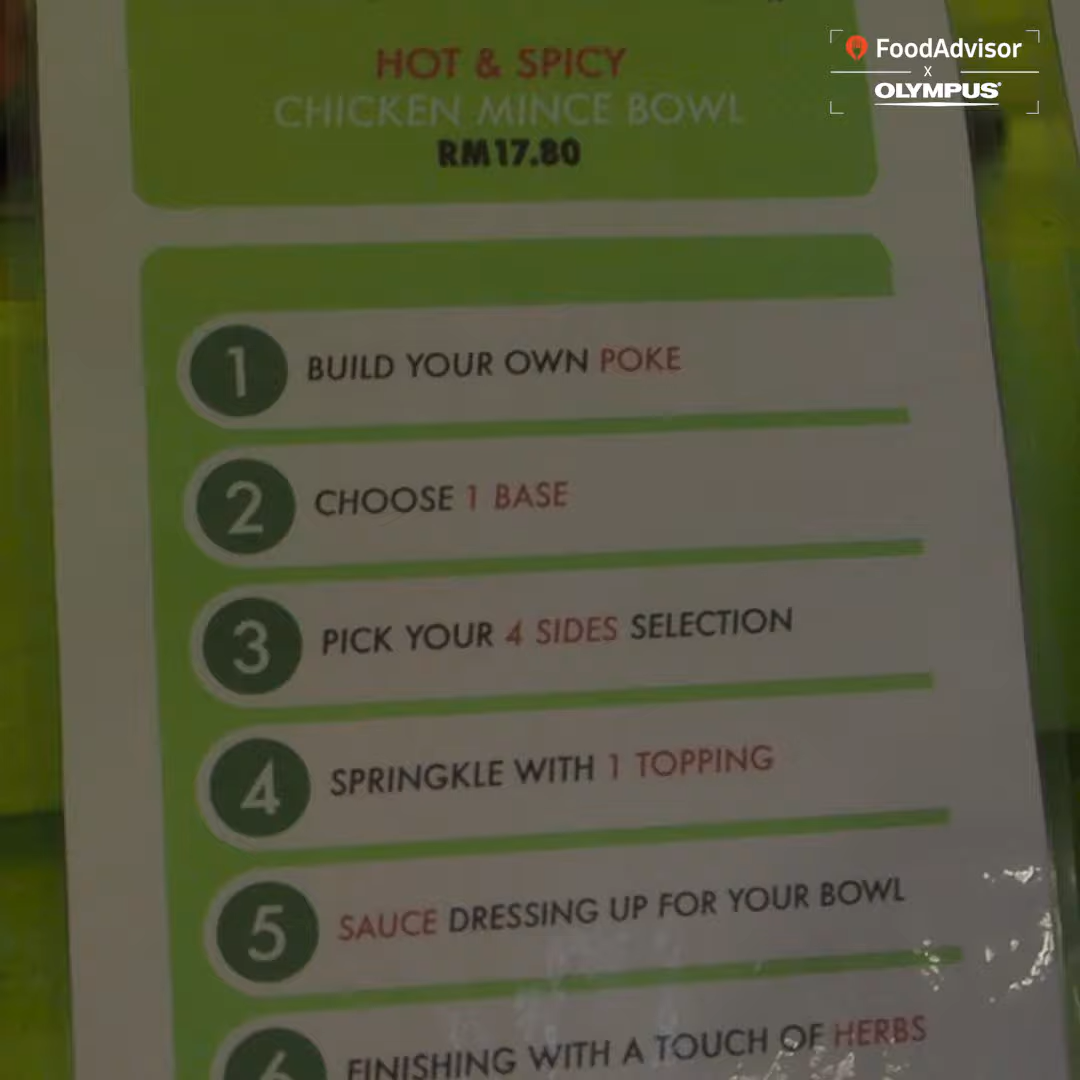 FoodAdvisor
x
OLYMPUS
HOT & SPICY
CHICKEN MINCE BOWL
RM17.80
1 BUILD YOUR OWN POKE
2 CHOOSE 1 BASE
3 PICK YOUR 4 SIDES SELECTION
4 SPRINGKLE WITH 1 TOPPING
5 SAUCE DRESSING UP FOR YOUR BOWL
6 FINISHING WITH A TOUCH OF HERBS